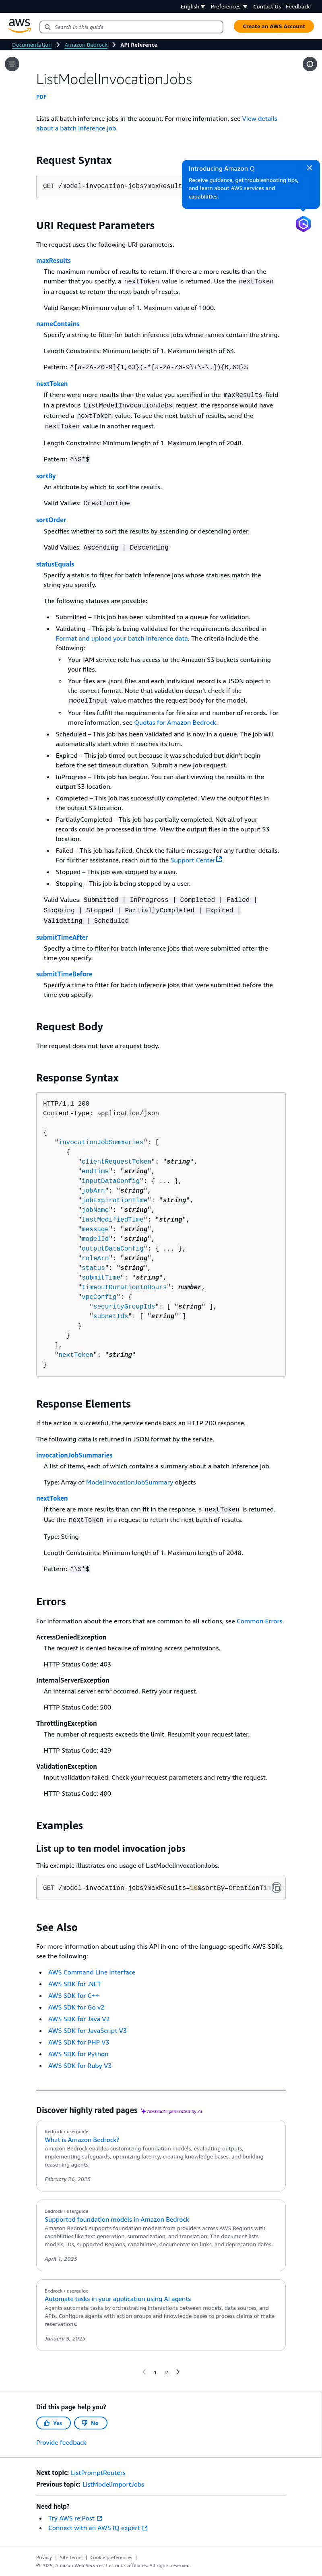 English
Preferences
Contact Us
Feedback
aws
Search in this guide
Create an AWS Account
Documentation > Amazon Bedrock > API Reference
ListModelInvocationJobs
PDF
Lists all batch inference jobs in the account. For more information, see View details
about a batch inference job.
Request Syntax
GET /model-invocation-jobs?maxResult
Introducing Amazon Q
Receive guidance, get troubleshooting tips,
and learn about AWS services and
capabilities.
URI Request Parameters
The request uses the following URI parameters.
maxResults
The maximum number of results to return. If there are more results than the
number that you specify, a nextToken value is returned. Use the nextToken
in a request to return the next batch of results.
Valid Range: Minimum value of 1. Maximum value of 1000.
nameContains
Specify a string to filter for batch inference jobs whose names contain the string.
Length Constraints: Minimum length of 1. Maximum length of 63.
Pattern: ^[a-zA-Z0-9]{1,63}(-*[a-zA-Z0-9\+\-\.]){0,63}$
nextToken
If there were more results than the value you specified in the maxResults field
in a previous ListModelInvocationJobs request, the response would have
returned a nextToken value. To see the next batch of results, send the
nextToken value in another request.
Length Constraints: Minimum length of 1. Maximum length of 2048.
Pattern: ^\S*$
sortBy
An attribute by which to sort the results.
Valid Values: CreationTime
sortOrder
Specifies whether to sort the results by ascending or descending order.
Valid Values: Ascending | Descending
statusEquals
Specify a status to filter for batch inference jobs whose statuses match the
string you specify.
The following statuses are possible:
• Submitted – This job has been submitted to a queue for validation.
• Validating – This job is being validated for the requirements described in
Format and upload your batch inference data. The criteria include the
following:
◦ Your IAM service role has access to the Amazon S3 buckets containing
your files.
◦ Your files are .jsonl files and each individual record is a JSON object in
the correct format. Note that validation doesn't check if the
modelInput value matches the request body for the model.
◦ Your files fulfill the requirements for file size and number of records. For
more information, see Quotas for Amazon Bedrock.
• Scheduled – This job has been validated and is now in a queue. The job will
automatically start when it reaches its turn.
• Expired – This job timed out because it was scheduled but didn't begin
before the set timeout duration. Submit a new job request.
• InProgress – This job has begun. You can start viewing the results in the
output S3 location.
• Completed – This job has successfully completed. View the output files in
the output S3 location.
• PartiallyCompleted – This job has partially completed. Not all of your
records could be processed in time. View the output files in the output S3
location.
• Failed – This job has failed. Check the failure message for any further details.
For further assistance, reach out to the Support Center.
• Stopped – This job was stopped by a user.
• Stopping – This job is being stopped by a user.
Valid Values: Submitted | InProgress | Completed | Failed |
Stopping | Stopped | PartiallyCompleted | Expired |
Validating | Scheduled
submitTimeAfter
Specify a time to filter for batch inference jobs that were submitted after the
time you specify.
submitTimeBefore
Specify a time to filter for batch inference jobs that were submitted before the
time you specify.
Request Body
The request does not have a request body.
Response Syntax
HTTP/1.1 200
Content-type: application/json
{
"invocationJobSummaries": [
{
"clientRequestToken": "string",
"endTime": "string",
"inputDataConfig": { ... },
"jobArn": "string",
"jobExpirationTime": "string",
"jobName": "string",
"lastModifiedTime": "string",
"message": "string",
"modelId": "string",
"outputDataConfig": { ... },
"roleArn": "string",
"status": "string",
"submitTime": "string",
"timeoutDurationInHours": number,
"vpcConfig": {
"securityGroupIds": [ "string" ],
"subnetIds": [ "string" ]
}
}
],
"nextToken": "string"
}
Response Elements
If the action is successful, the service sends back an HTTP 200 response.
The following data is returned in JSON format by the service.
invocationJobSummaries
A list of items, each of which contains a summary about a batch inference job.
Type: Array of ModelInvocationJobSummary objects
nextToken
If there are more results than can fit in the response, a nextToken is returned.
Use the nextToken in a request to return the next batch of results.
Type: String
Length Constraints: Minimum length of 1. Maximum length of 2048.
Pattern: ^\S*$
Errors
For information about the errors that are common to all actions, see Common Errors.
AccessDeniedException
The request is denied because of missing access permissions.
HTTP Status Code: 403
InternalServerException
An internal server error occurred. Retry your request.
HTTP Status Code: 500
ThrottlingException
The number of requests exceeds the limit. Resubmit your request later.
HTTP Status Code: 429
ValidationException
Input validation failed. Check your request parameters and retry the request.
HTTP Status Code: 400
Examples
List up to ten model invocation jobs
This example illustrates one usage of ListModelInvocationJobs.
GET /model-invocation-jobs?maxResults=10&sortBy=CreationTi
See Also
For more information about using this API in one of the language-specific AWS SDKs,
see the following:
• AWS Command Line Interface
• AWS SDK for .NET
• AWS SDK for C++
• AWS SDK for Go v2
• AWS SDK for Java V2
• AWS SDK for JavaScript V3
• AWS SDK for PHP V3
• AWS SDK for Python
• AWS SDK for Ruby V3
Discover highly rated pages Abstracts generated by AI
Bedrock › userguide
What is Amazon Bedrock?
Amazon Bedrock enables customizing foundation models, evaluating outputs,
implementing safeguards, optimizing latency, creating knowledge bases, and building
reasoning agents.
February 26, 2025
Bedrock › userguide
Supported foundation models in Amazon Bedrock
Amazon Bedrock supports foundation models from providers across AWS Regions with
capabilities like text generation, summarization, and translation. The document lists
models, IDs, supported Regions, capabilities, documentation links, and deprecation dates.
April 1, 2025
Bedrock › userguide
Automate tasks in your application using AI agents
Agents automate tasks by orchestrating interactions between models, data sources, and
APIs. Configure agents with action groups and knowledge bases to process claims or make
reservations.
January 9, 2025
1 2
Did this page help you?
Yes
No
Provide feedback
Next topic: ListPromptRouters
Previous topic: ListModelImportJobs
Need help?
• Try AWS re:Post
• Connect with an AWS IQ expert
Privacy | Site terms | Cookie preferences |
© 2025, Amazon Web Services, Inc. or its affiliates. All rights reserved.